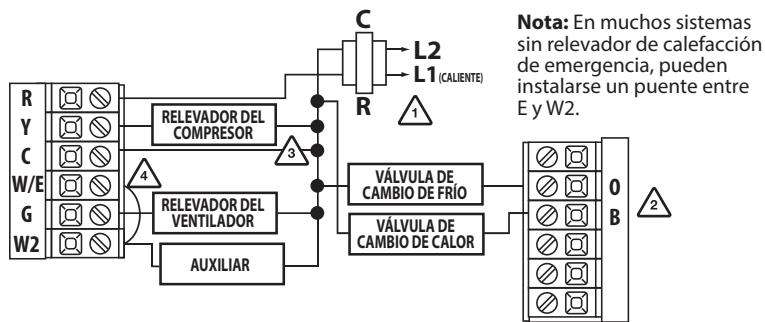 C
L2
L1 (CALIENTE)
R
1
Nota: En muchos sistemas
sin relevador de calefacción
de emergencia, pueden
instalarse un puente entre
E y W2.
R
Y
C
W/E
G
W2
RELEVADOR DEL
COMPRESOR
3
4
RELEVADOR DEL
VENTILADOR
AUXILIAR
VÁLVULA DE
CAMBIO DE FRÍO
VÁLVULA DE
CAMBIO DE CALOR
O
B
2